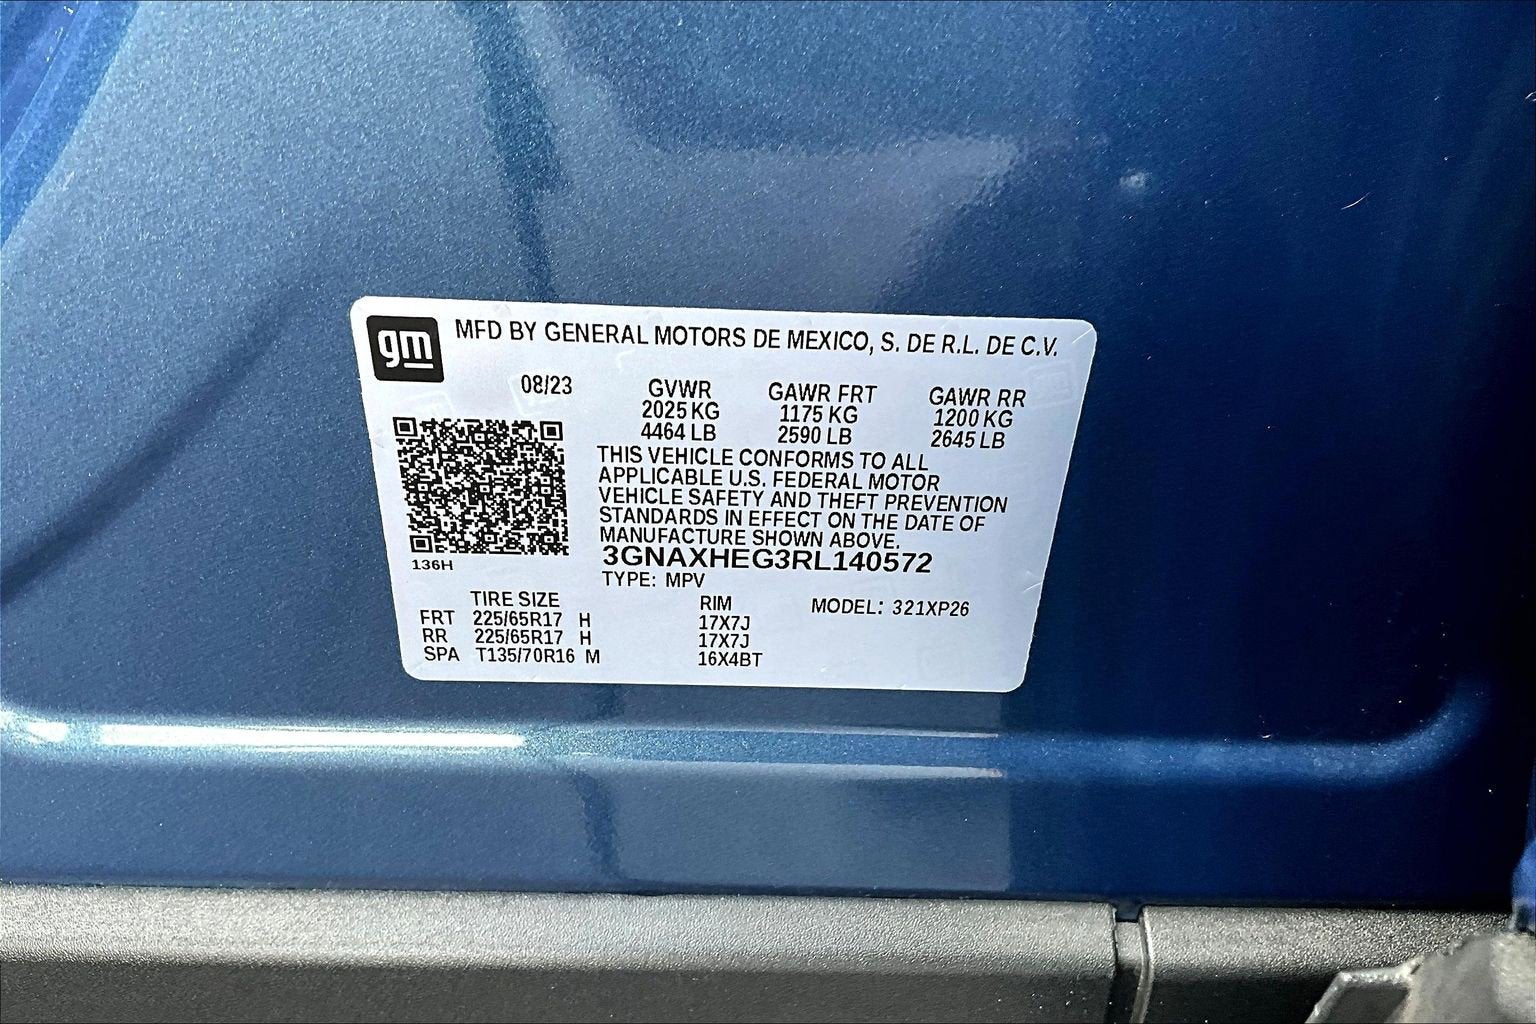 gm MFD BY GENERAL MOTORS DE MEXICO, S. DE R.L. DE C.V.
08/23 GVWR GAWR FRT GAWR RR
2025 KG 1175 KG 1200 KG
4464 LB 2590 LB 2645 LB
THIS VEHICLE CONFORMS TO ALL
APPLICABLE U.S. FEDERAL MOTOR
VEHICLE SAFETY AND THEFT PREVENTION
STANDARDS IN EFFECT ON THE DATE OF
MANUFACTURE SHOWN ABOVE.
3GNAXHEG3RL140572
136H
TYPE: MPV
TIRE SIZE RIM MODEL: 321XP26
FRT 225/65R17 H 17X7J
RR 225/65R17 H 17X7J
SPA T135/70R16 M 16X4BT